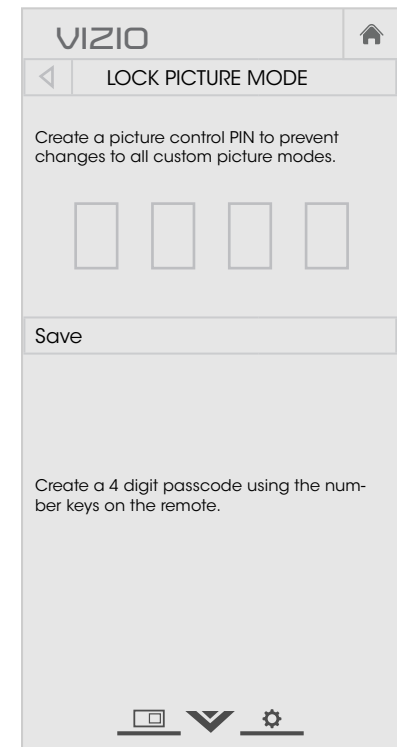 VIZIO
LOCK PICTURE MODE
Create a picture control PIN to prevent
changes to all custom picture modes.
Save
Create a 4 digit passcode using the num-
ber keys on the remote.